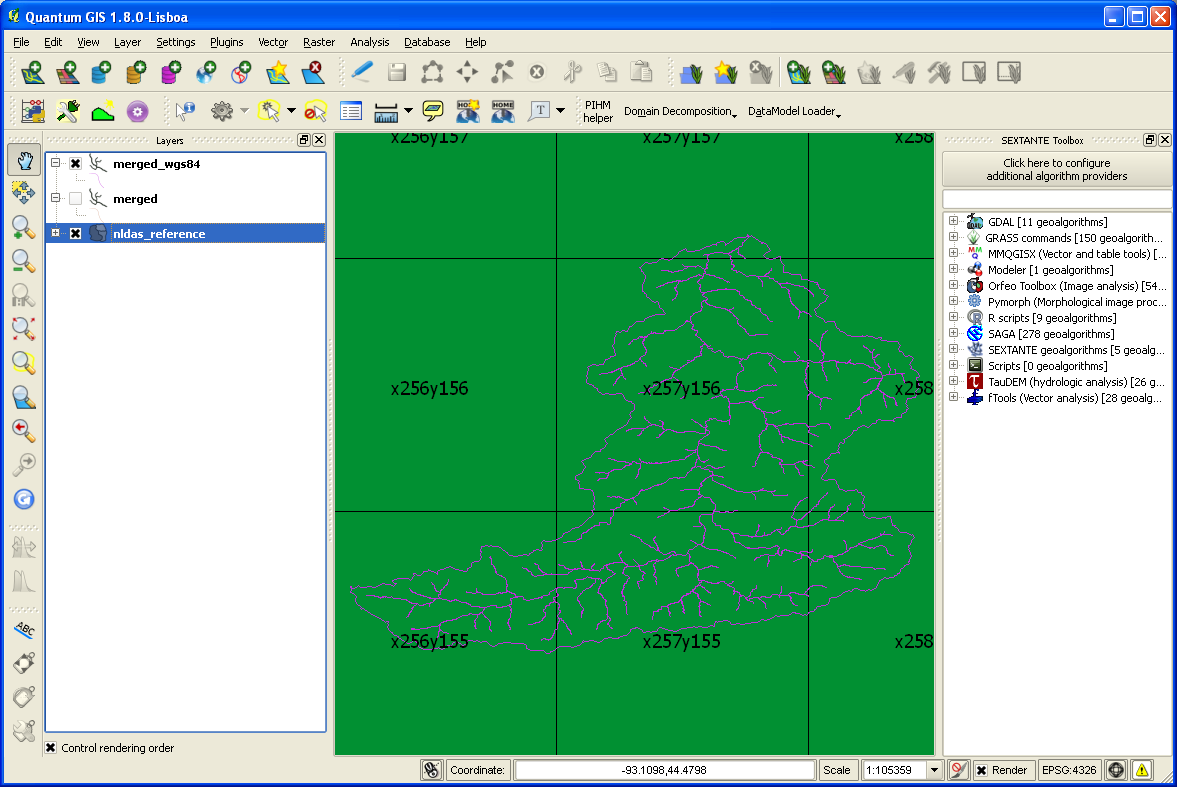 Quantum GIS 1.8.0-Lisboa
File Edit View Layer Settings Plugins Vector Raster Analysis Database Help
T
PIHM helper
Domain Decomposition
DataModel Loader
Layers
merged_wgs84
merged
nldas_reference
Control rendering order
ABC
x256y157 x257y157 x258
x256y156 x257y156 x258
x256y155 x257y155 x258
SEXTANTE Toolbox
Click here to configure
additional algorithm providers
GDAL [11 geoalgorithms]
GRASS commands [150 geoalgorith...
MMQGISX (Vector and table tools) [...
Modeler [1 geoalgorithms]
Orfeo Toolbox (Image analysis) [54...
Pymorph (Morphological image proc...
R scripts [9 geoalgorithms]
SAGA [278 geoalgorithms]
SEXTANTE geoalgorithms [5 geoalg...
Scripts [0 geoalgorithms]
TauDEM (hydrologic analysis) [26 g...
fTools (Vector analysis) [28 geoalg...
Coordinate: -93.1098,44.4798 Scale 1:105359 Render EPSG:4326